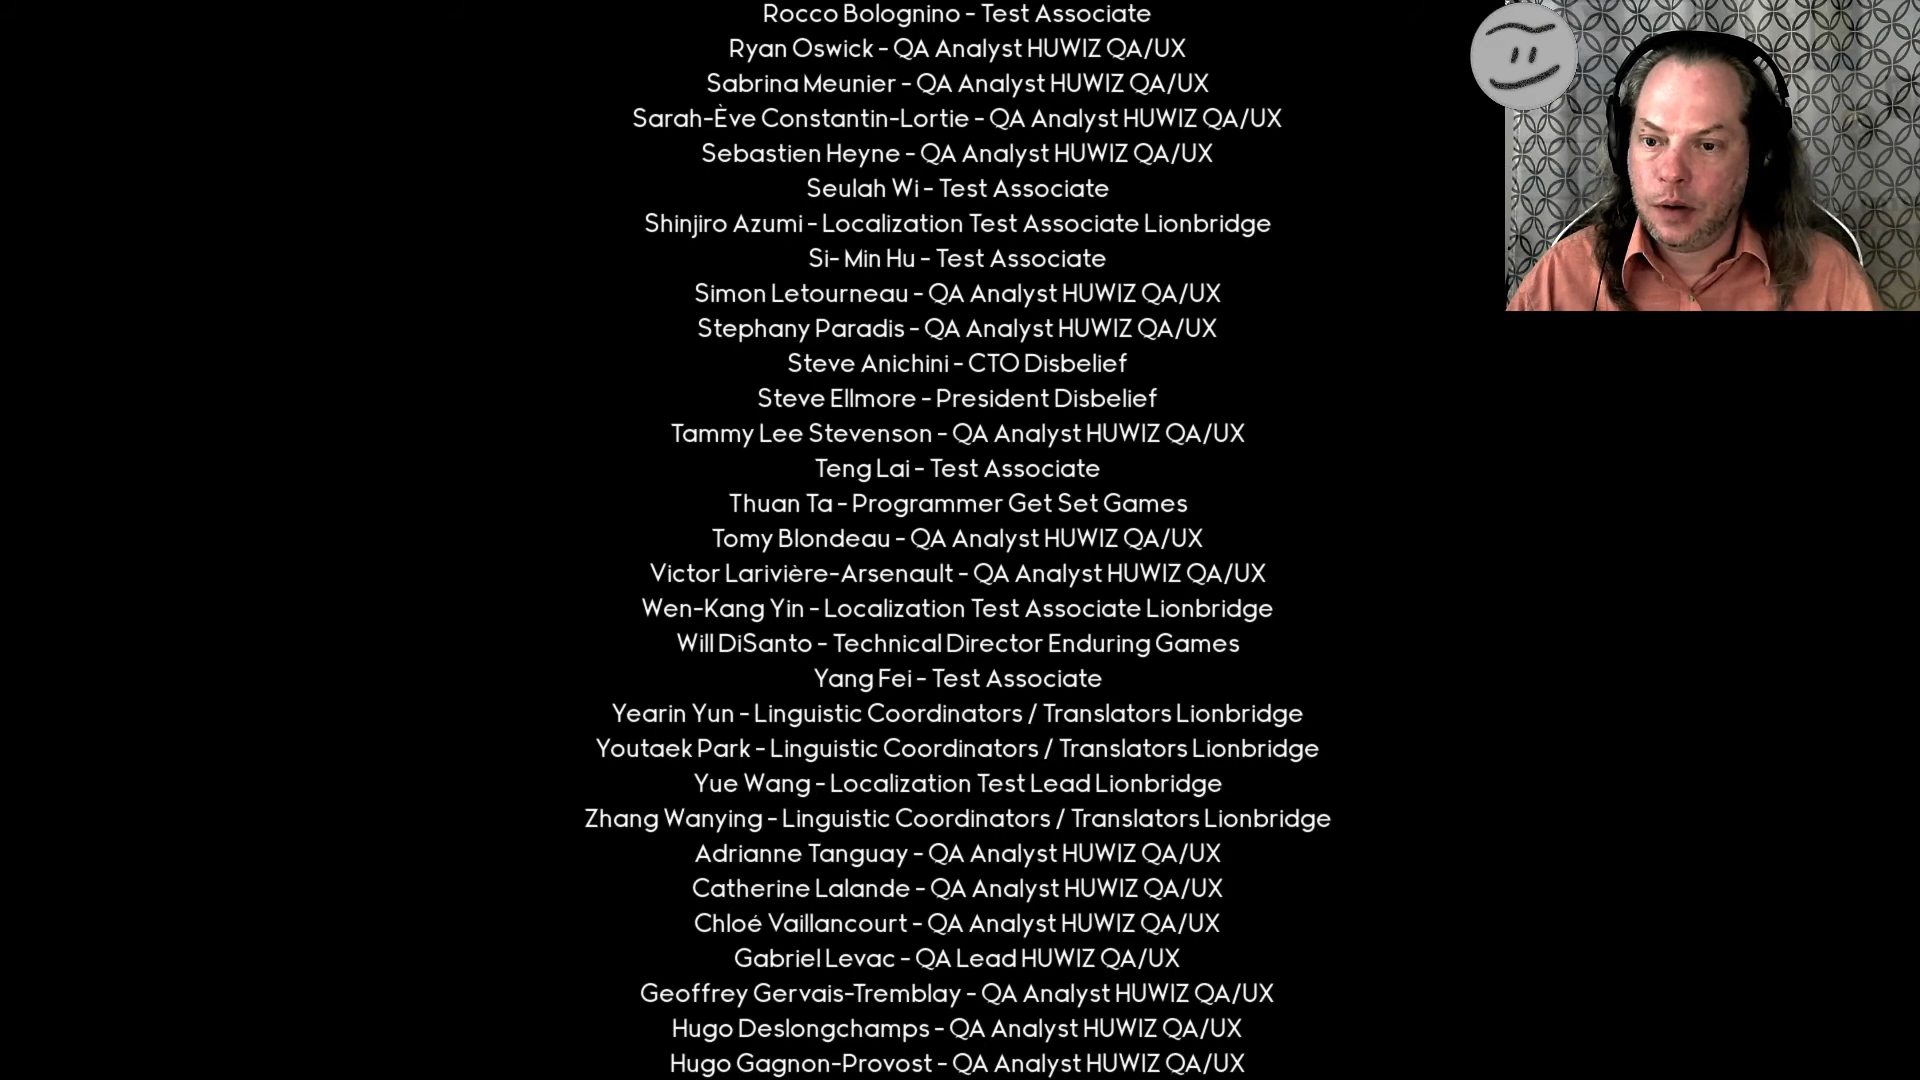 Rocco Bolognino - Test Associate
Ryan Oswick - QA Analyst HUWIZ QA/UX
Sabrina Meunier - QA Analyst HUWIZ QA/UX
Sarah-Ève Constantin-Lortie - QA Analyst HUWIZ QA/UX
Sebastien Heyne - QA Analyst HUWIZ QA/UX
Seulah Wi - Test Associate
Shinjiro Azumi - Localization Test Associate Lionbridge
Si- Min Hu - Test Associate
Simon Letourneau - QA Analyst HUWIZ QA/UX
Stephany Paradis - QA Analyst HUWIZ QA/UX
Steve Anichini - CTO Disbelief
Steve Ellmore - President Disbelief
Tammy Lee Stevenson - QA Analyst HUWIZ QA/UX
Teng Lai - Test Associate
Thuan Ta - Programmer Get Set Games
Tomy Blondeau - QA Analyst HUWIZ QA/UX
Victor Larivière-Arsenault - QA Analyst HUWIZ QA/UX
Wen-Kang Yin - Localization Test Associate Lionbridge
Will DiSanto - Technical Director Enduring Games
Yang Fei - Test Associate
Yearin Yun - Linguistic Coordinators / Translators Lionbridge
Youtaek Park - Linguistic Coordinators / Translators Lionbridge
Yue Wang - Localization Test Lead Lionbridge
Zhang Wanying - Linguistic Coordinators / Translators Lionbridge
Adrianne Tanguay - QA Analyst HUWIZ QA/UX
Catherine Lalande - QA Analyst HUWIZ QA/UX
Chloé Vaillancourt - QA Analyst HUWIZ QA/UX
Gabriel Levac - QA Lead HUWIZ QA/UX
Geoffrey Gervais-Tremblay - QA Analyst HUWIZ QA/UX
Hugo Deslongchamps - QA Analyst HUWIZ QA/UX
Hugo Gagnon-Provost - QA Analyst HUWIZ QA/UX